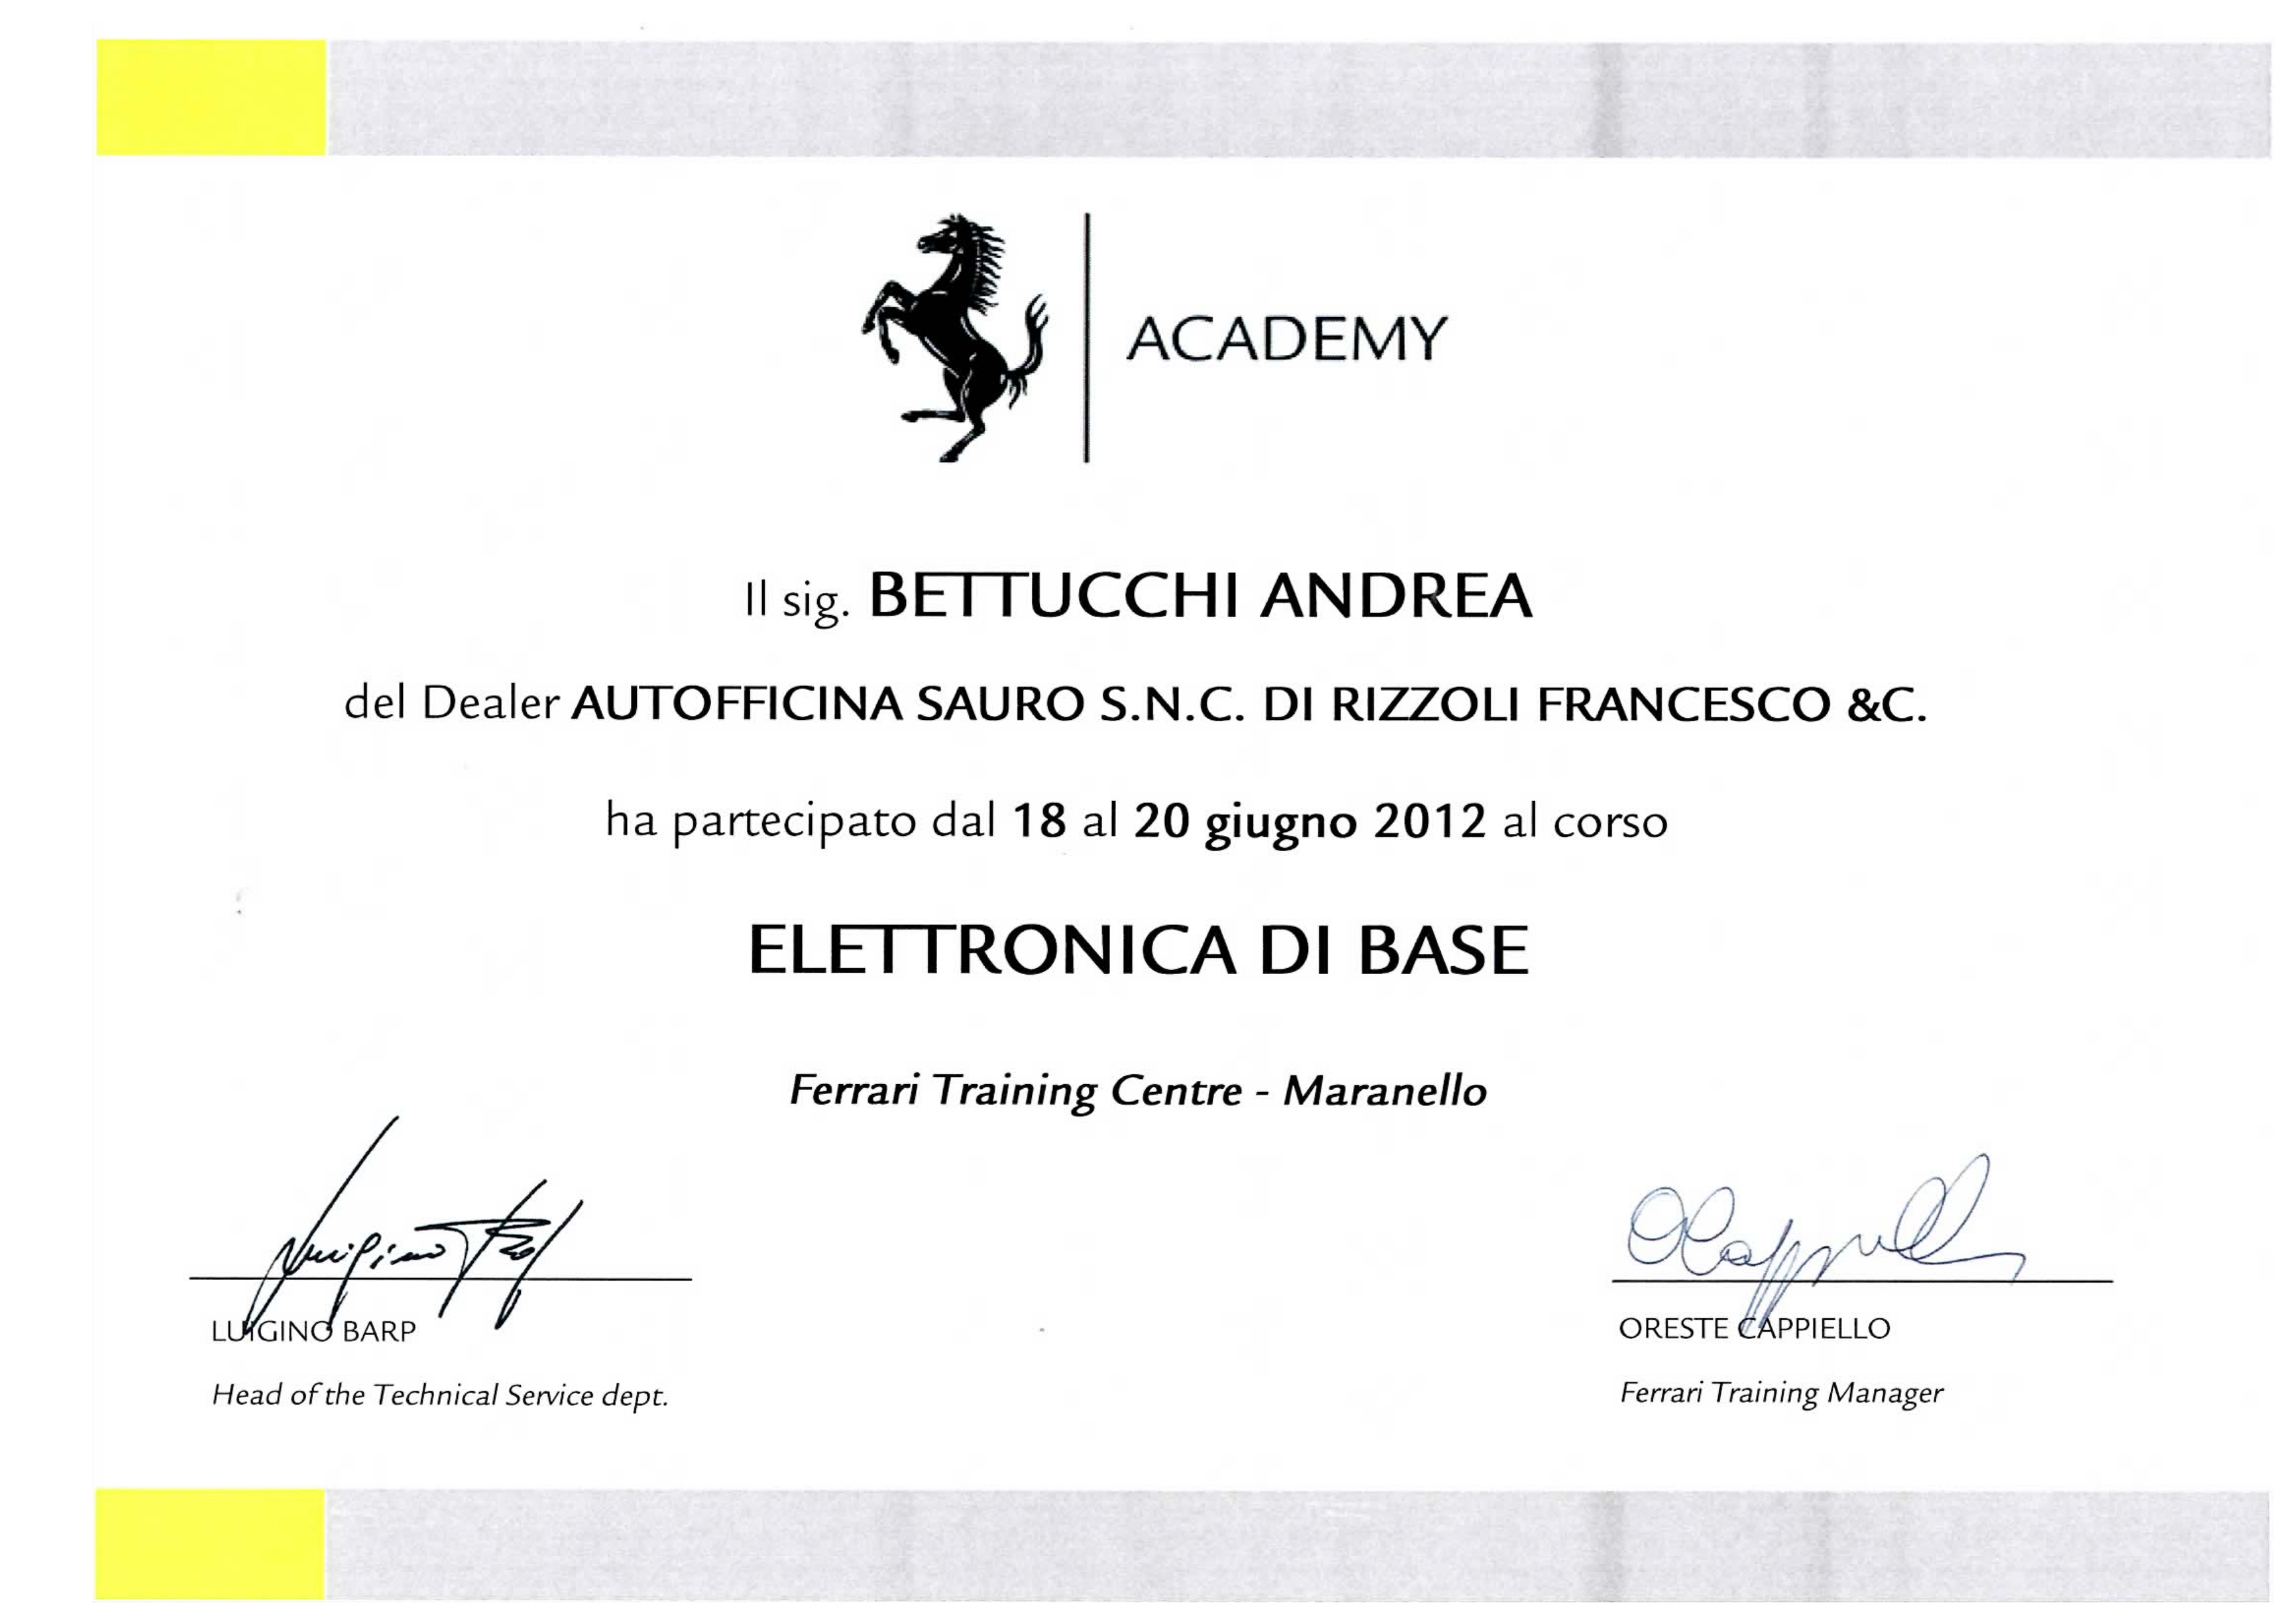 ACADEMY
Il sig. BETTUCCHI ANDREA
del Dealer AUTOFFICINA SAURO S.N.C. DI RIZZOLI FRANCESCO &C.
ha partecipato dal 18 al 20 giugno 2012 al corso
ELETTRONICA DI BASE
Ferrari Training Centre - Maranello
LUIGINO BARP
Head of the Technical Service dept.
ORESTE CAPPIELLO
Ferrari Training Manager